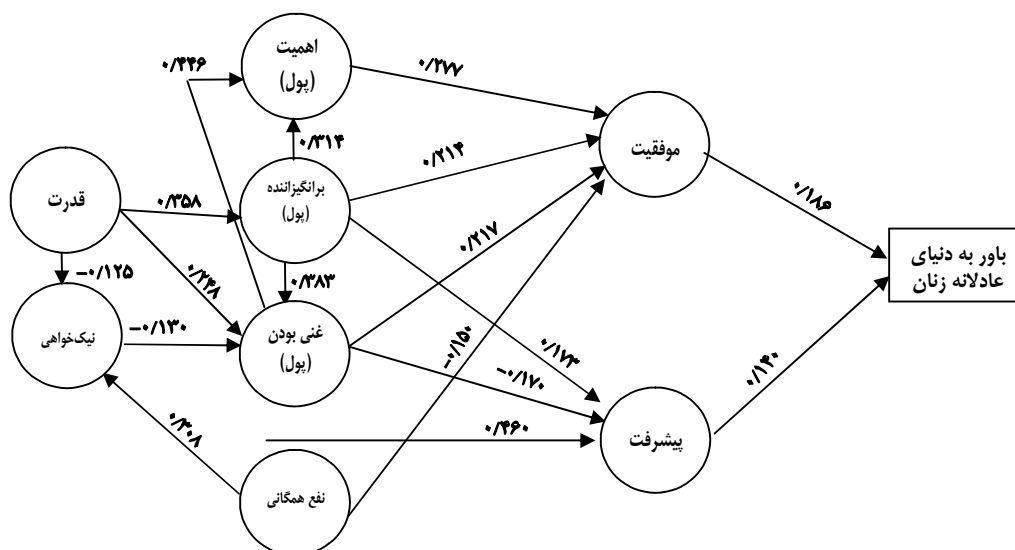 اهمیت
(پول)
۰/۴۴۶
۰/۲۷۷
۰/۳۱۴
۰/۲۱۴
موفقیت
قدرت
۰/۳۵۸
برانگیزاننده
(پول)
۰/۱۸۶
۰/۲۱۷
باور به دنیای
عادلانه زنان
-۰/۱۲۵
۰/۲۴۸
۰/۳۸۳
نیک‌خواهی
-۰/۱۳۰
غنی بودن
(پول)
-۰/۱۵۰
۰/۱۷۳
-۰/۱۷۰
۰/۱۴۰
۰/۳۰۸
۰/۴۶۰
پیشرفت
نفع همگانی